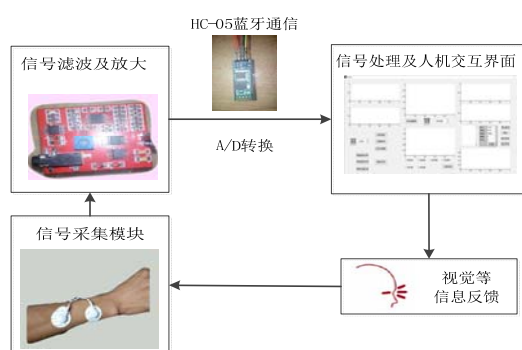 HC-05蓝牙通信
信号滤波及放大
信号处理及人机交互界面
A/D转换
信号采集模块
视觉等
信息反馈